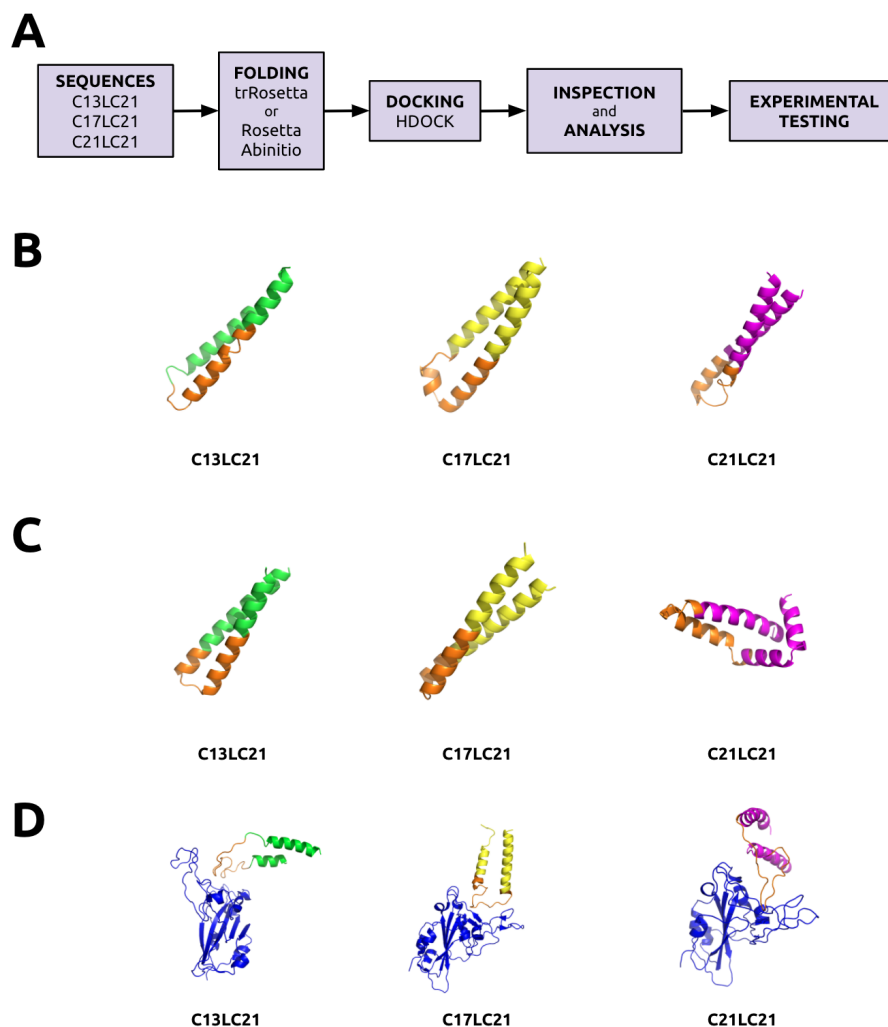 A
SEQUENCES
C13LC21
C17LC21
C21LC21
FOLDING
trRosetta
or
Rosetta
Abinitio
DOCKING
HDOCK
INSPECTION
and
ANALYSIS
EXPERIMENTAL
TESTING
B
C13LC21
C17LC21
C21LC21
C
C13LC21
C17LC21
C21LC21
D
C13LC21
C17LC21
C21LC21